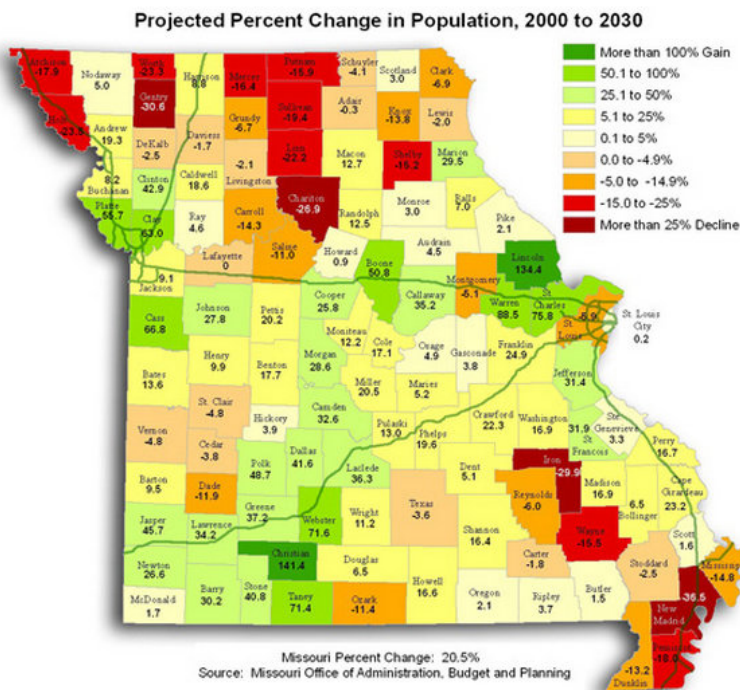 Projected Percent Change in Population, 2000 to 2030
More than 100% Gain
50.1 to 100%
25.1 to 50%
5.1 to 25%
0.1 to 5%
0.0 to -4.9%
-5.0 to -14.9%
-15.0 to -25%
More than 25% Decline
Atchison
-17.9
Nodaway
5.0
Worth
-23.3
Harrison
8.8
Mercer
-16.4
Putnam
-15.9
Schuyler
-4.1
Scotland
3.0
Clark
-6.9
Holt
-23.5
Andrew
19.3
Gentry
-30.6
DeKalb
-2.5
Daviess
-1.7
Grundy
-6.7
Sullivan
-19.4
Adair
-0.3
Knox
-13.8
Lewis
-2.0
8.2
Buchanan
Clinton
42.9
Caldwell
18.6
-2.1
Livingston
Linn
-22.2
Macon
12.7
Shelby
-15.2
Marion
29.5
Platte
55.7
Clay
63.0
Ray
4.6
Carroll
-14.3
Chariton
-26.9
Randolph
12.5
Monroe
3.0
Ralls
7.0
Pike
2.1
9.1
Jackson
Lafayette
0
Saline
-11.0
Howard
0.9
Boone
50.8
Audrain
4.5
Callaway
35.2
Montgomery
-5.1
Lincoln
134.4
Warren
88.5
St.
Charles
75.8
St.
Louis
-5.9
St. Louis
City
0.2
Cass
66.8
Johnson
27.8
Pettis
20.2
Cooper
25.8
Moniteau
12.2
Cole
17.1
Osage
4.9
Gasconade
3.8
Franklin
24.9
Jefferson
31.4
Bates
13.6
Henry
9.9
Benton
17.7
Morgan
28.6
Miller
20.5
Maries
5.2
St. Clair
-4.8
Hickory
3.9
Camden
32.6
Pulaski
13.0
Phelps
19.6
Crawford
22.3
Washington
16.9
31.9
St
Francois
Ste
Genevieve
3.3
Perry
16.7
Vernon
-4.8
Cedar
-3.8
Polk
48.7
Dallas
41.6
Laclede
36.3
Dent
5.1
Iron
-29.9
Madison
16.9
6.5
Bollinger
Cape
Girardeau
23.2
Barton
9.5
Dade
-11.9
Greene
37.2
Webster
71.6
Wright
11.2
Texas
-3.6
Shannon
16.4
Reynolds
-6.0
Wayne
-15.5
Scott
1.6
Jasper
45.7
Lawrence
34.2
Christian
141.4
Douglas
6.5
Howell
16.6
Carter
-1.8
Stoddard
-2.5
-14.8
Newton
26.6
Barry
30.2
Stone
40.8
Taney
71.4
Ozark
-11.4
Oregon
2.1
Ripley
3.7
Butler
1.5
-36.5
New
Madrid
McDonald
1.7
-13.2
Dunklin
Missouri Percent Change: 20.5%
Source: Missouri Office of Administration, Budget and Planning